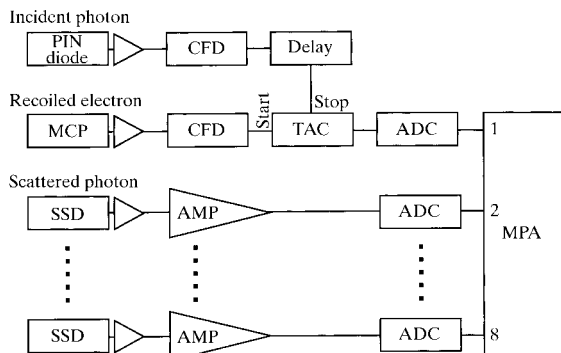 Incident photon
PIN diode
CFD
Delay
Recoiled electron
Start
Stop
MCP
CFD
TAC
ADC
1
Scattered photon
SSD
AMP
ADC
2
MPA
SSD
AMP
ADC
8